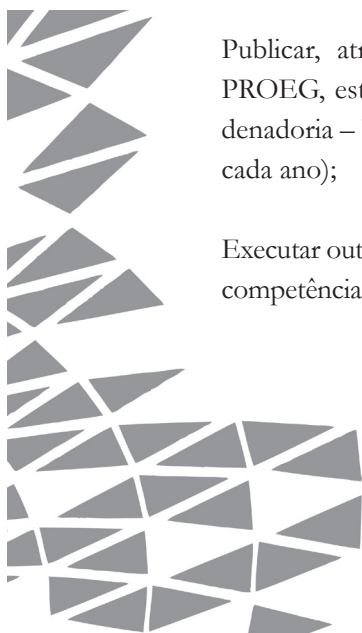 Publicar, atr
PROEG, est
denadoria –
cada ano);
Executar out
competência